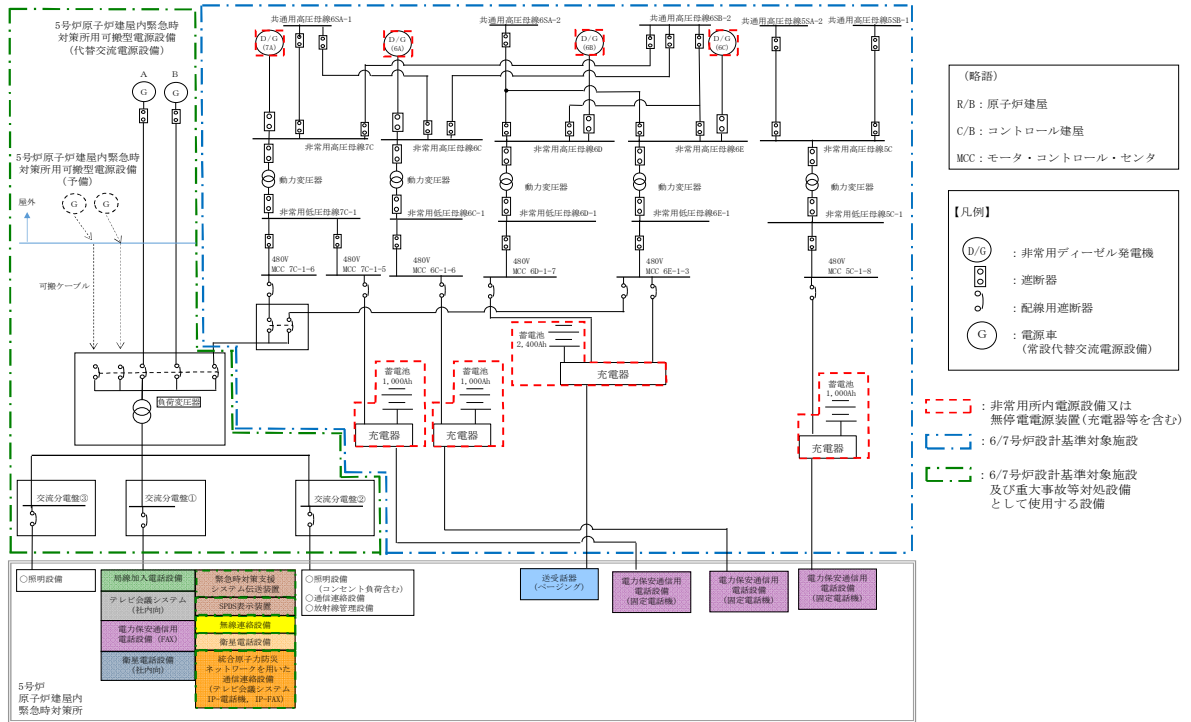 5号炉原子炉建屋内緊急時
対策所用可搬型電源設備
(代替交流電源設備)
A
B
G
G
5号炉原子炉建屋内緊急時
対策所用可搬型電源設備
(予備)
G
G
屋外
可搬ケーブル
負荷変圧器
交流分電盤③
交流分電盤①
交流分電盤②
共通用高圧母線6SA-1
共通用高圧母線6SA-2
共通用高圧母線6SB-2
共通用高圧母線5SA-2
共通用高圧母線5SB-1
D/G
(7A)
D/G
(6A)
D/G
(6B)
D/G
(6C)
非常用高圧母線7C
非常用高圧母線6C
非常用高圧母線6D
非常用高圧母線6E
非常用高圧母線5C
動力変圧器
動力変圧器
動力変圧器
動力変圧器
動力変圧器
非常用低圧母線7C-1
非常用低圧母線6C-1
非常用低圧母線6D-1
非常用低圧母線6E-1
非常用低圧母線5C-1
480V
MCC 7C-1-6
480V
MCC 7C-1-5
480V
MCC 6C-1-6
480V
MCC 6D-1-7
480V
MCC 6E-1-3
480V
MCC 5C-1-8
蓄電池
2,400Ah
充電器
蓄電池
1,000Ah
充電器
蓄電池
1,000Ah
充電器
蓄電池
1,000Ah
充電器
○照明設備
局線加入電話設備
テレビ会議システム
(社内向)
電力保安通信用
電話設備(FAX)
衛星電話設備
(社内向)
緊急時対策支援
システム伝送装置
SPDS表示装置
無線連絡設備
衛星電話設備
統合原子力防災
ネットワークを用いた
通信連絡設備
(テレビ会議システム
IP-電話機, IP-FAX)
○照明設備
(コンセント負荷含む)
○通信連絡設備
○放射線管理設備
送受話器
(ページング)
電力保安通信用
電話設備
(固定電話機)
電力保安通信用
電話設備
(固定電話機)
電力保安通信用
電話設備
(固定電話機)
5号炉
原子炉建屋内
緊急時対策所
(略語)
R/B:原子炉建屋
C/B:コントロール建屋
MCC:モータ・コントロール・センタ
【凡例】
D/G
:非常用ディーゼル発電機
:遮断器
:配線用遮断器
G
:電源車
(常設代替交流電源設備)
:非常用所内電源設備又は
無停電電源装置(充電器等を含む)
:6/7号炉設計基準対象施設
:6/7号炉設計基準対象施設
及び重大事故等対処設備
として使用する設備